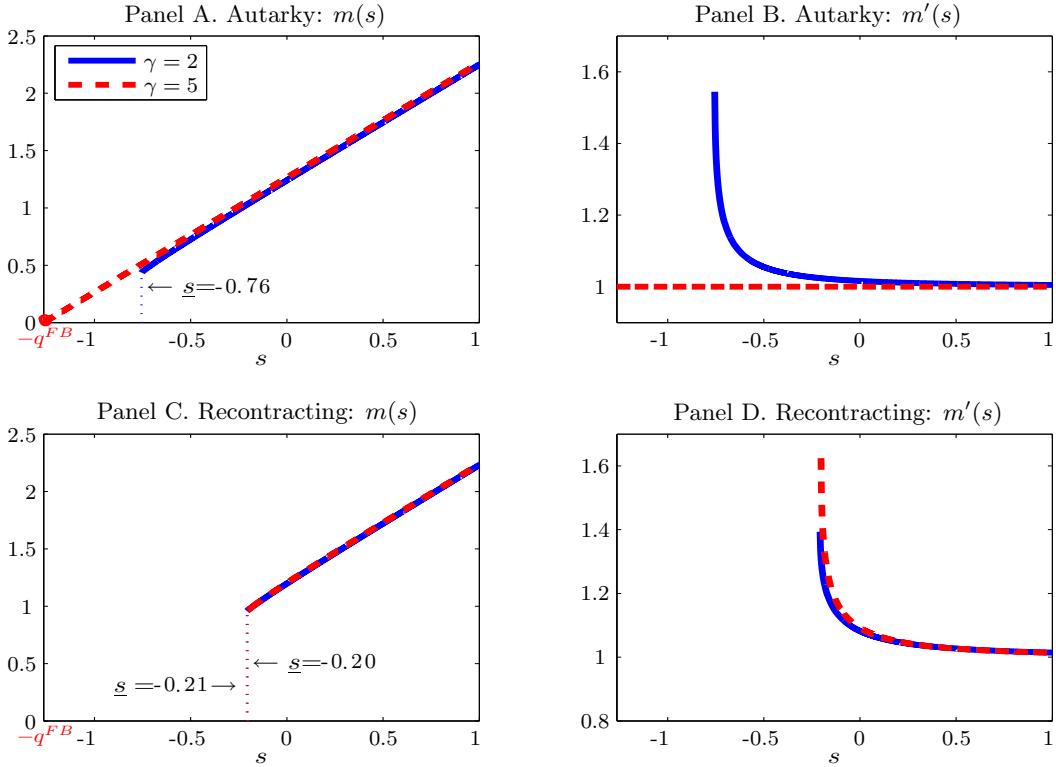 Panel A. Autarky: m(s)
2.5
2
1.5
1
0.5
0
γ = 2
γ = 5
← s=-0.76
−q^{FB}
-1
-0.5
0
0.5
1
s
Panel B. Autarky: m′(s)
1.6
1.4
1.2
1
-1
-0.5
0
0.5
1
s
Panel C. Recontracting: m(s)
2.5
2
1.5
1
0.5
0
← s=-0.20
s =-0.21→
−q^{FB}
-1
-0.5
0
0.5
1
s
Panel D. Recontracting: m′(s)
1.6
1.4
1.2
1
0.8
-1
-0.5
0
0.5
1
s